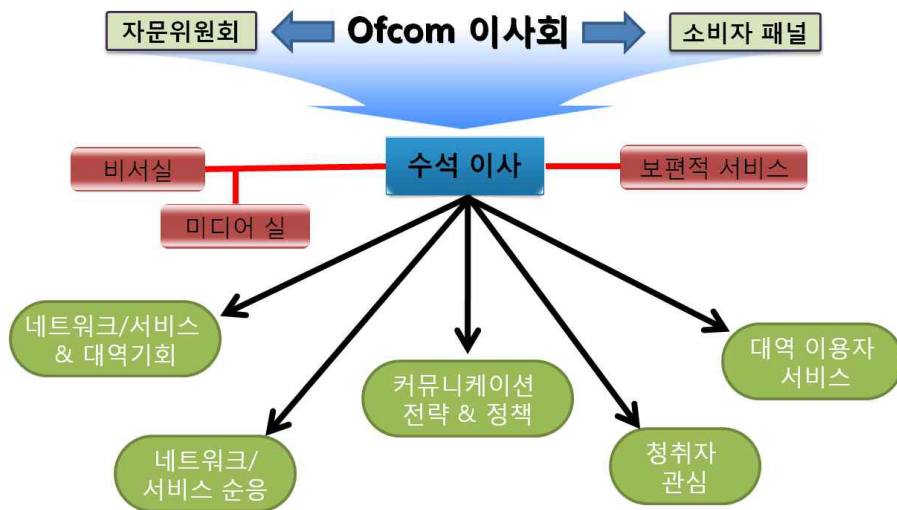 자문위원회
Ofcom 이사회
소비자 패널
수석 이사
비서실
보편적 서비스
미디어 실
네트워크/서비스
& 대역기회
대역 이용자
서비스
커뮤니케이션
전략 & 정책
네트워크/
서비스 순응
청취자
관심